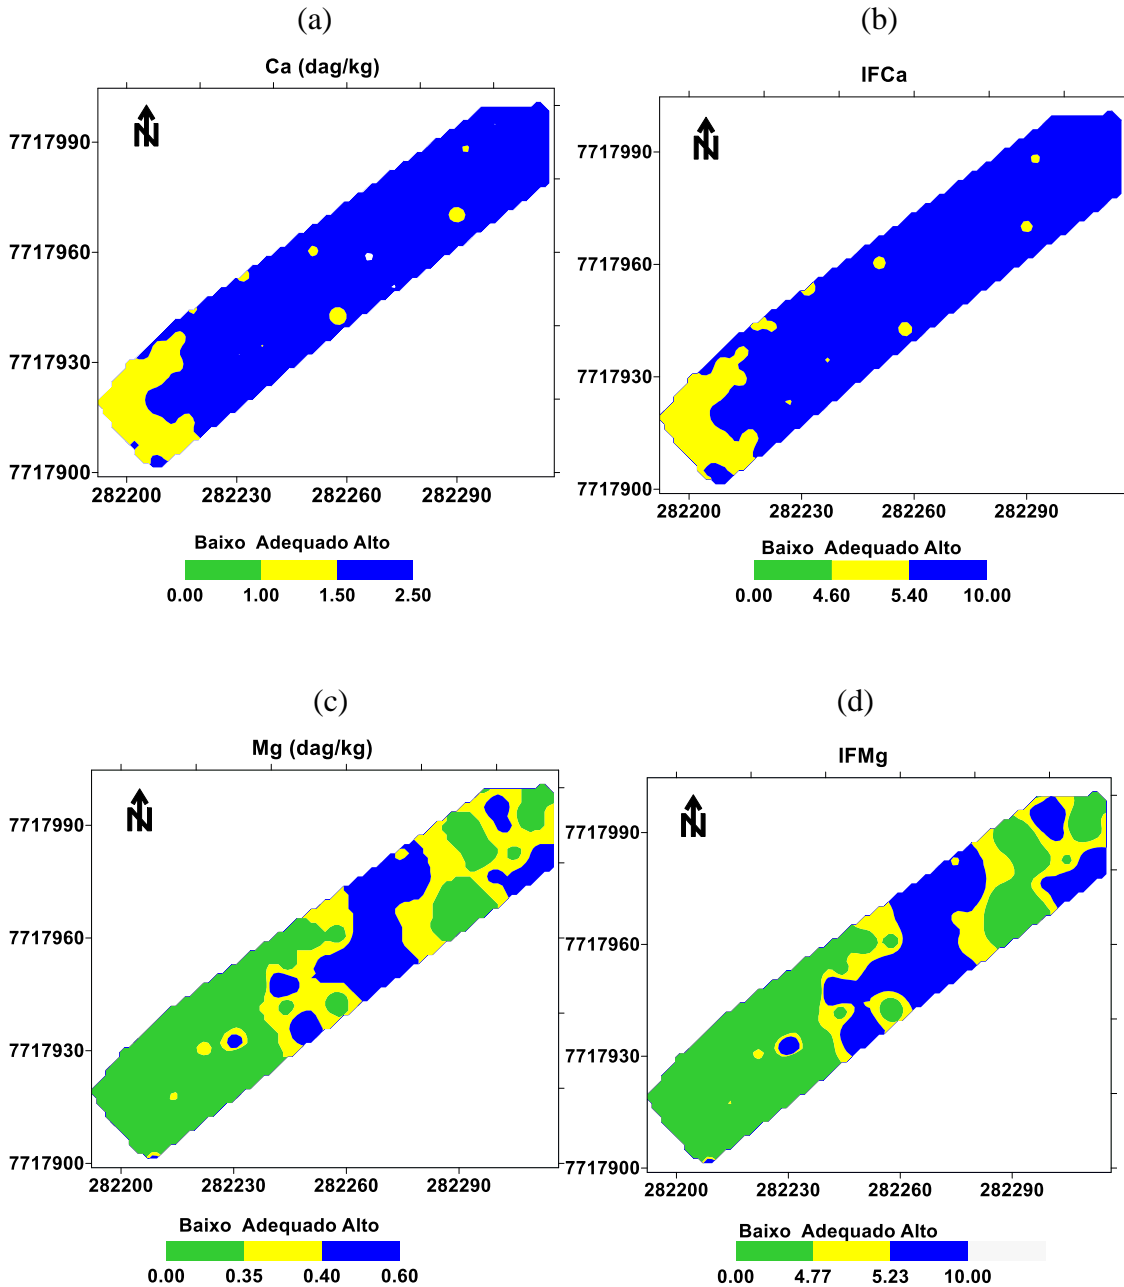 (a)
(b)
Ca (dag/kg)
IFCa
N
N
7717990
7717960
7717930
7717900
282200 282230 282260 282290
7717990
7717960
7717930
7717900
282200 282230 282260 282290
Baixo Adequado Alto
0.00 1.00 1.50 2.50
Baixo Adequado Alto
0.00 4.60 5.40 10.00
(c)
(d)
Mg (dag/kg)
IFMg
N
N
7717990
7717960
7717930
7717900
282200 282230 282260 282290
7717990
7717960
7717930
7717900
282200 282230 282260 282290
Baixo Adequado Alto
0.00 0.35 0.40 0.60
Baixo Adequado Alto
0.00 4.77 5.23 10.00